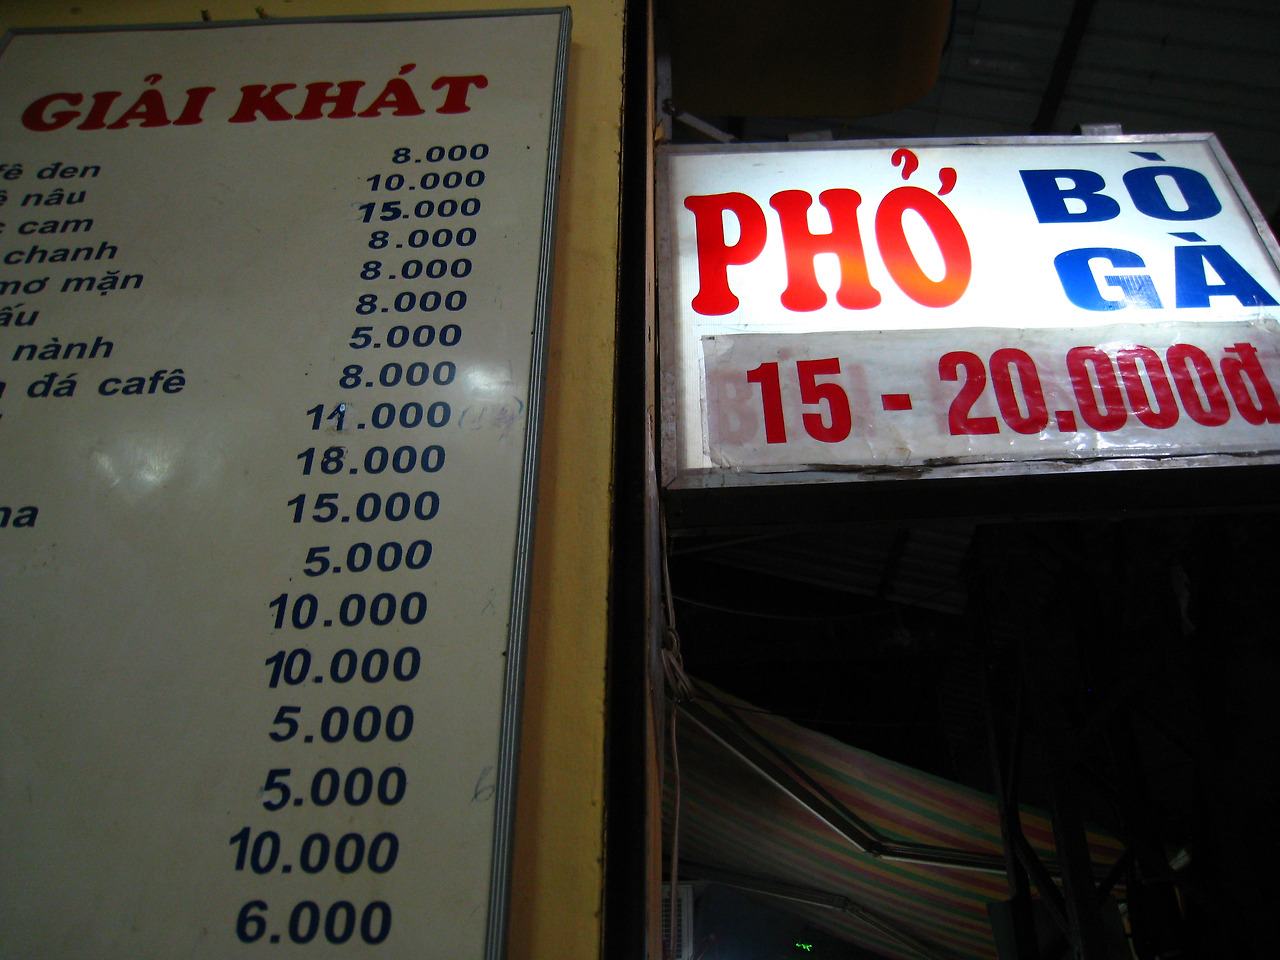 GIẢI KHÁT
fê đen 8.000
ê nâu 10.000
c cam 15.000
chanh 8.000
mơ mặn 8.000
ấu 8.000
nành 5.000
đá cafê 8.000
11.000
18.000
na 15.000
5.000
10.000
10.000
5.000
5.000
10.000
6.000
PHỞ BÒ
GÀ
15 - 20.000đ